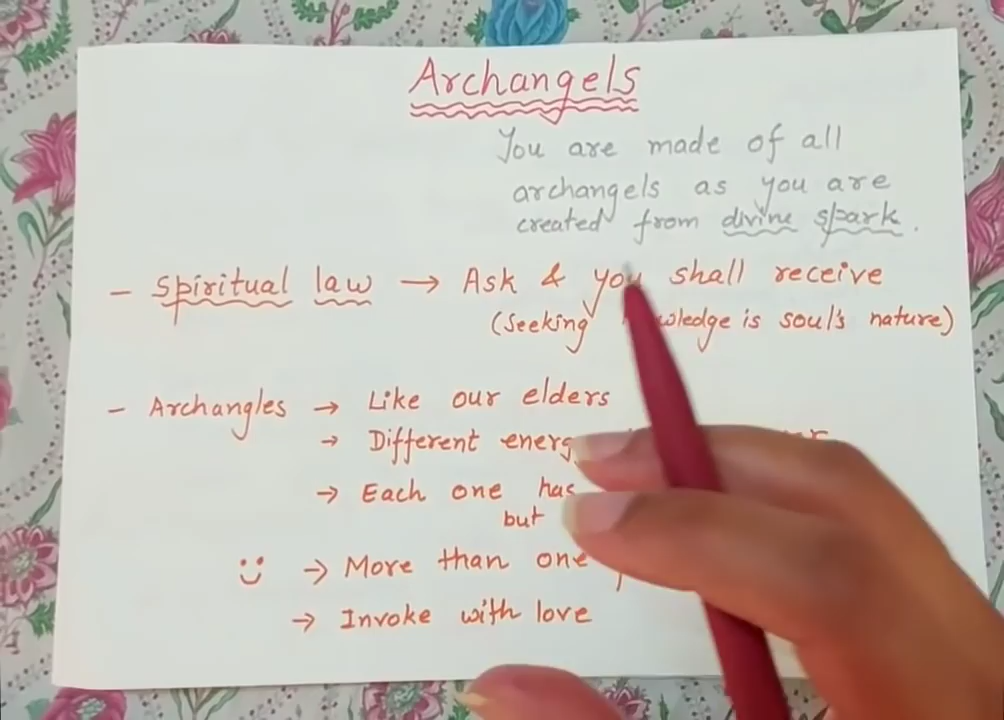 Archangels
You are made of all
archangels as you are
created from divine spark.
- Spiritual law → Ask & you shall receive
(Seeking is soul's nature)
- Archangles → Like our elders
→ Different
→ Each one has
but
→ More than one
→ Invoke with love